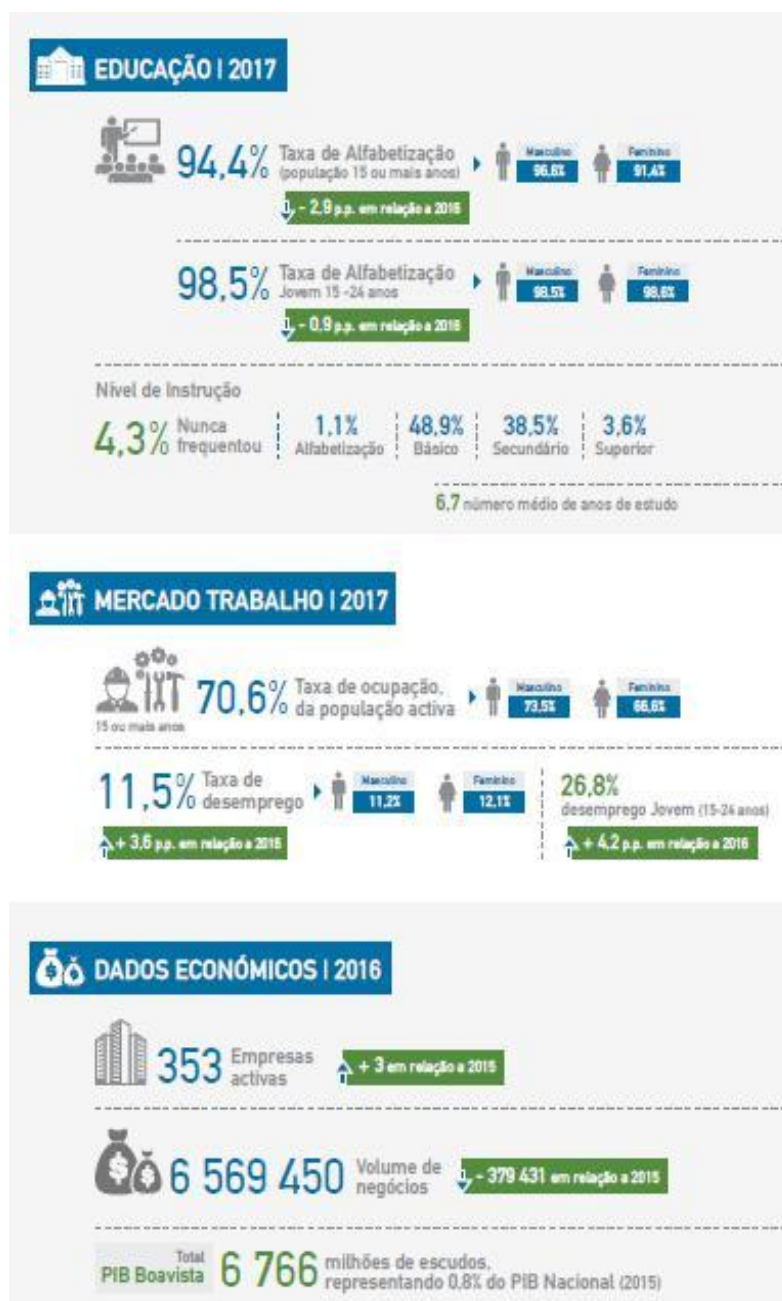 EDUCAÇÃO | 2017
94,4% Taxa de Alfabetização
(população 15 ou mais anos)
Masculino
96,6%
Feminino
91,4%
- 2,9 p.p. em relação a 2016
98,5% Taxa de Alfabetização
Jovem 15 -24 anos
Masculino
98,5%
Feminino
98,6%
- 0,9 p.p. em relação a 2016
Nível de Instrução
4,3% Nunca
frequentou
1,1%
Alfabetização
48,9%
Básico
38,5%
Secundário
3,6%
Superior
6,7 número médio de anos de estudo
MERCADO TRABALHO | 2017
15 ou mais anos
70,6% Taxa de ocupação,
da população activa
Masculino
73,5%
Feminino
66,6%
11,5% Taxa de
desemprego
Masculino
11,2%
Feminino
12,1%
+ 3,6 p.p. em relação a 2016
26,8%
desemprego Jovem (15-24 anos)
+ 4,2 p.p. em relação a 2016
DADOS ECONÓMICOS | 2016
353 Empresas
activas
+ 3 em relação a 2015
6 569 450 Volume de
negócios
- 379 431 em relação a 2015
Total
PIB Boavista
6 766 milhões de escudos,
representando 0,8% do PIB Nacional (2015)